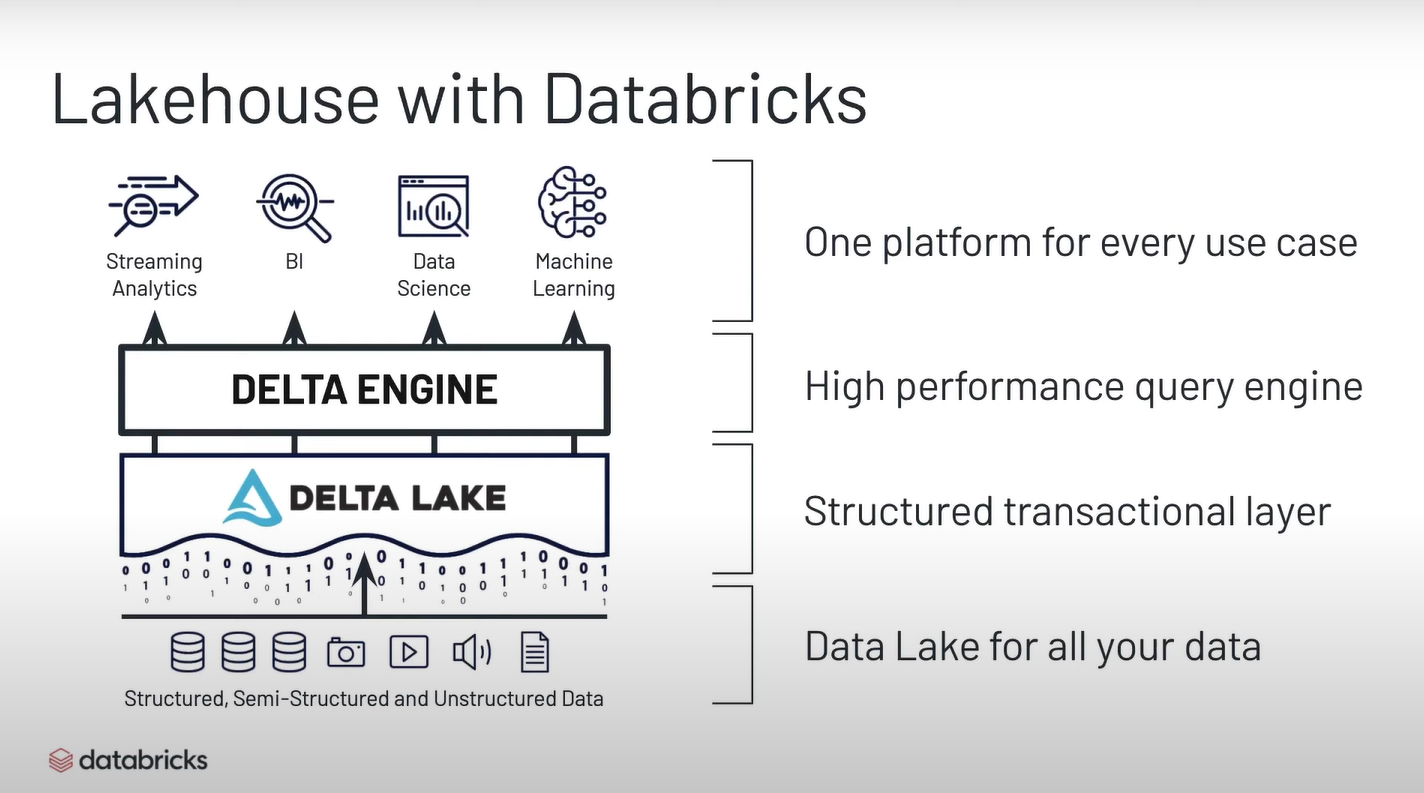 Lakehouse with Databricks
Streaming
Analytics
BI
Data
Science
Machine
Learning
One platform for every use case
DELTA ENGINE
High performance query engine
DELTA LAKE
Structured transactional layer
Structured, Semi-Structured and Unstructured Data
Data Lake for all your data
databricks